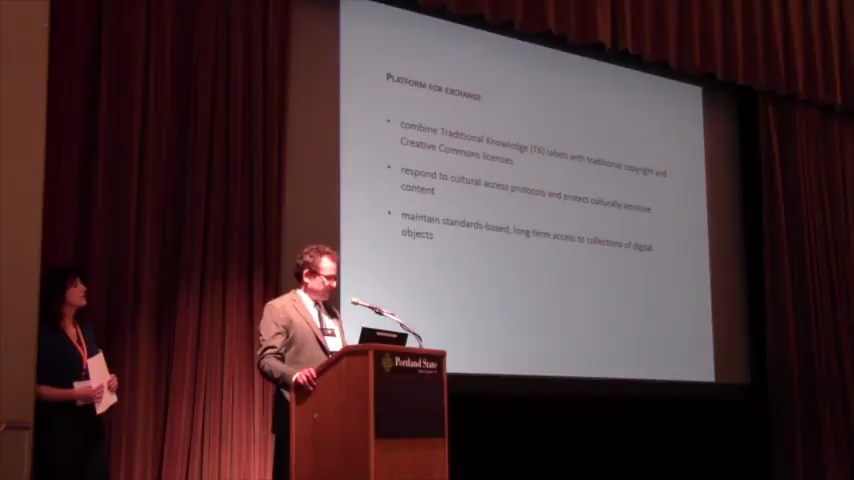 PLATFORM FOR EXCHANGE
• combine Traditional Knowledge (TK) labels with traditional copyright and
Creative Commons licences
• respond to cultural access protocols and protect culturally sensitive
content
• maintain standards-based, long-term access to collections of digital
objects
Portland State